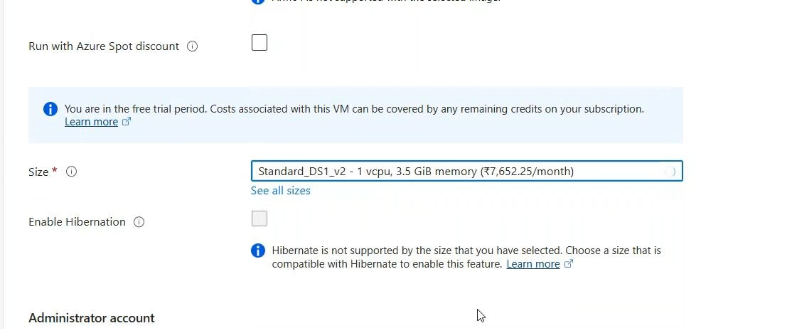 Run with Azure Spot discount
You are in the free trial period. Costs associated with this VM can be covered by any remaining credits on your subscription.
Learn more
Size *
Standard_DS1_v2 - 1 vcpu, 3.5 GiB memory (₹7,652.25/month)
See all sizes
Enable Hibernation
Hibernate is not supported by the size that you have selected. Choose a size that is
compatible with Hibernate to enable this feature. Learn more
Administrator account